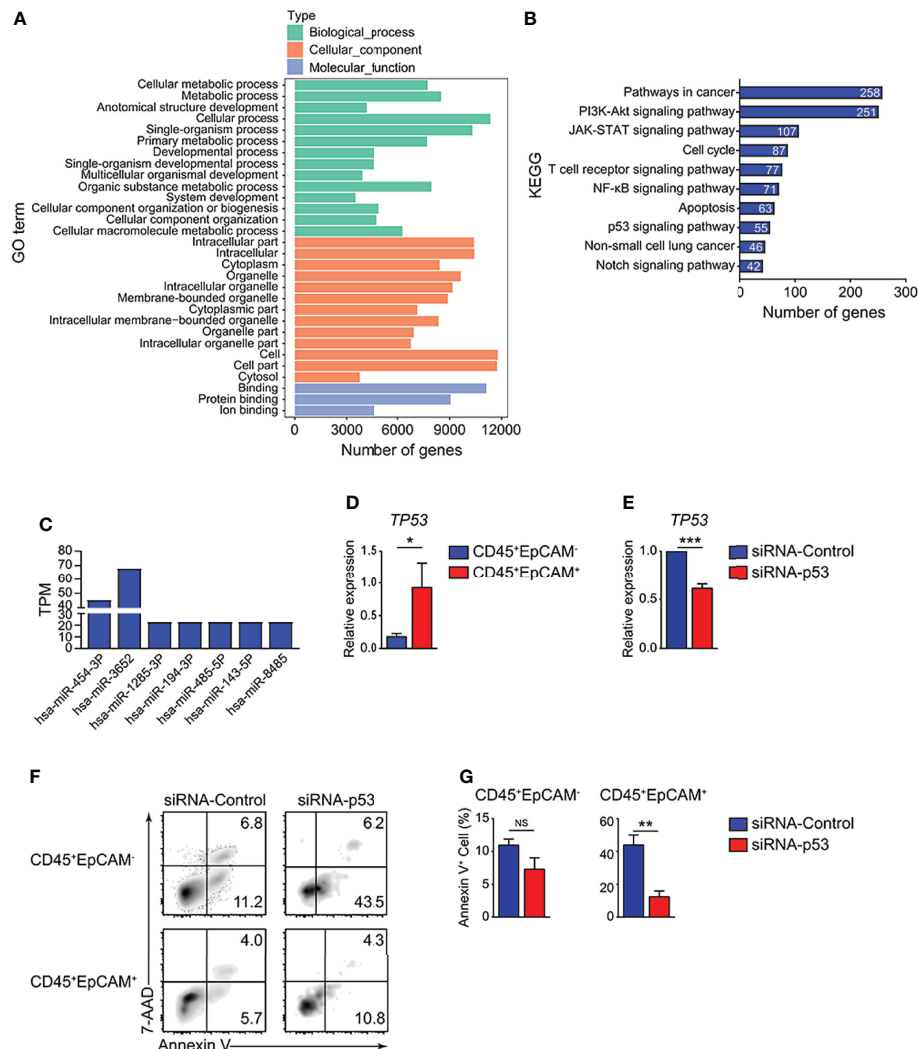 A
Type
Biological_process
Cellular_component
Molecular_function
GO term
Cellular metabolic process
Metabolic process
Anotomical structure development
Cellular process
Single-organism process
Primary metabolic process
Developmental process
Single-organism developmental process
Multicellular organismal development
Organic substance metabolic process
System development
Cellular component organization or biogenesis
Cellular component organization
Cellular macromolecule metabolic process
Intracellular part
Intracellular
Cytoplasm
Organelle
Intracellular organelle
Membrane-bounded organelle
Cytoplasmic part
Intracellular membrane-bounded organelle
Organelle part
Intracellular organelle part
Cell
Cell part
Cytosol
Binding
Protein binding
Ion binding
0 3000 6000 9000 12000
Number of genes
B
KEGG
Pathways in cancer 258
PI3K-Akt signaling pathway 251
JAK-STAT signaling pathway 107
Cell cycle 87
T cell receptor signaling pathway 77
NF-κB signaling pathway 71
Apoptosis 63
p53 signaling pathway 55
Non-small cell lung cancer 46
Notch signaling pathway 42
0 100 200 300
Number of genes
C
TPM
80
70
60
50
40
30
20
10
0
hsa-miR-454-3P
hsa-miR-3652
hsa-miR-1285-3P
hsa-miR-194-3P
hsa-miR-485-5P
hsa-miR-143-5P
hsa-miR-8485
D
TP53
*
Relative expression
1.5
1.0
0.5
0.0
CD45⁺EpCAM⁻
CD45⁺EpCAM⁺
E
TP53
***
Relative expression
1.0
0.5
0.0
siRNA-Control
siRNA-p53
F
siRNA-Control siRNA-p53
CD45⁺EpCAM⁻
6.8 6.2
11.2 43.5
CD45⁺EpCAM⁺
4.0 4.3
5.7 10.8
7-AAD
Annexin V
G
CD45⁺EpCAM⁻ CD45⁺EpCAM⁺
Annexin V⁺ Cell (%)
15
10
5
0
NS
60
40
20
0
**
siRNA-Control
siRNA-p53